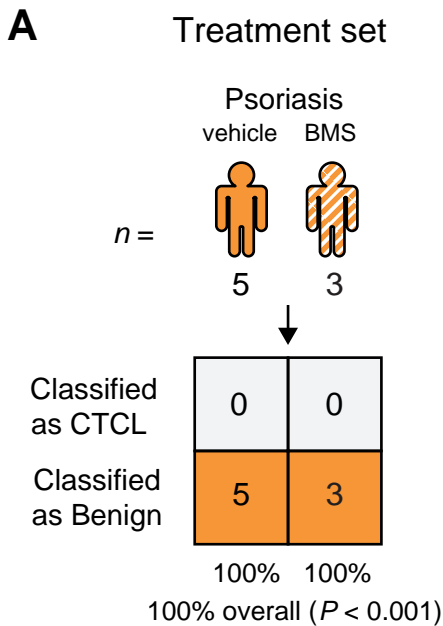 A
Treatment set
Psoriasis
vehicle BMS
n =
5 3
Classified
as CTCL
0 0
Classified
as Benign
5 3
100% 100%
100% overall (P < 0.001)